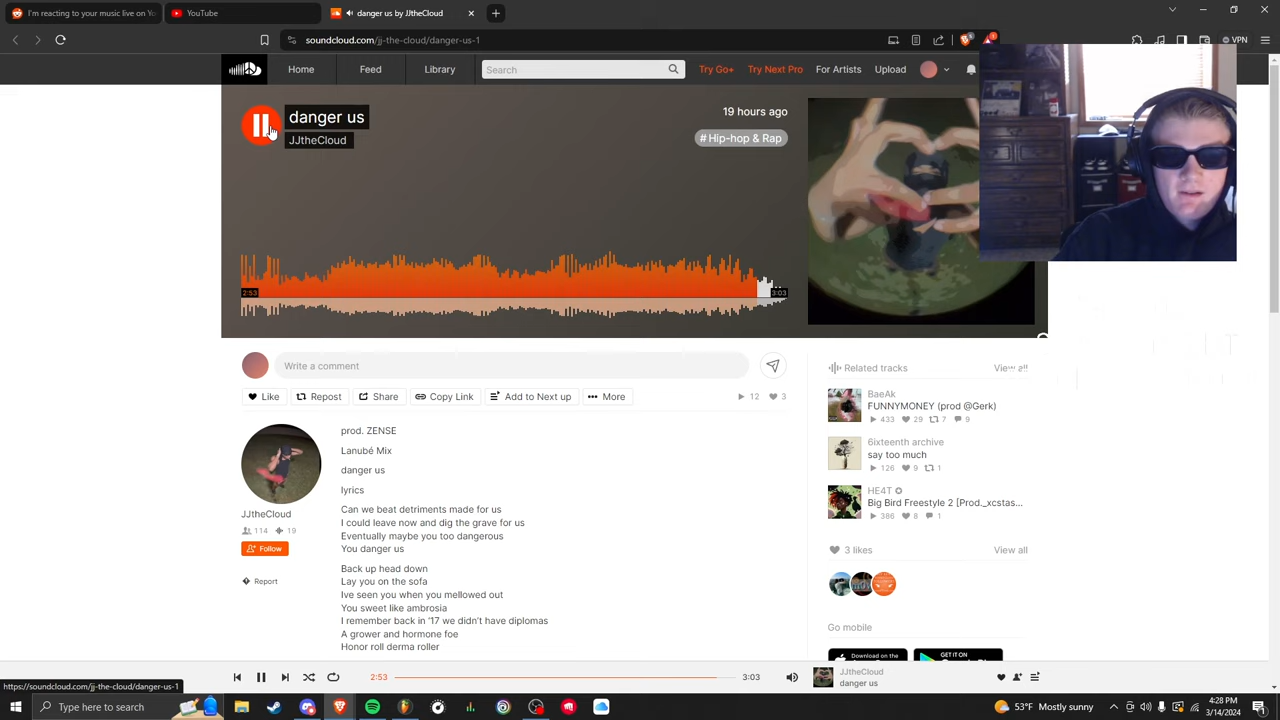 I'm reacting to your music live on Yo
YouTube
danger us by JJtheCloud
soundcloud.com/jj-the-cloud/danger-us-1
VPN
Home
Feed
Library
Search
Try Go+
Try Next Pro
For Artists
Upload
danger us
JJtheCloud
19 hours ago
# Hip-hop & Rap
2:53
3:03
Write a comment
Like
Repost
Share
Copy Link
Add to Next up
More
12
3
JJtheCloud
114
19
Follow
Report
prod. ZENSE
Lanubé Mix
danger us
lyrics
Can we beat detriments made for us
I could leave now and dig the grave for us
Eventually maybe you too dangerous
You danger us
Back up head down
Lay you on the sofa
Ive seen you when you mellowed out
You sweet like ambrosia
I remember back in '17 we didn't have diplomas
A grower and hormone foe
Honor roll derma roller
Related tracks
View all
BaeAk
FUNNYMONEY (prod @Gerk)
433 29 7 9
6ixteenth archive
say too much
126 9 1
HE4T
Big Bird Freestyle 2 [Prod._xcstas...
386 8 1
3 likes
View all
Go mobile
Download on the
GET IT ON
2:53
3:03
JJtheCloud
danger us
https://soundcloud.com/jj-the-cloud/danger-us-1
Type here to search
53°F Mostly sunny
4:28 PM
3/14/2024